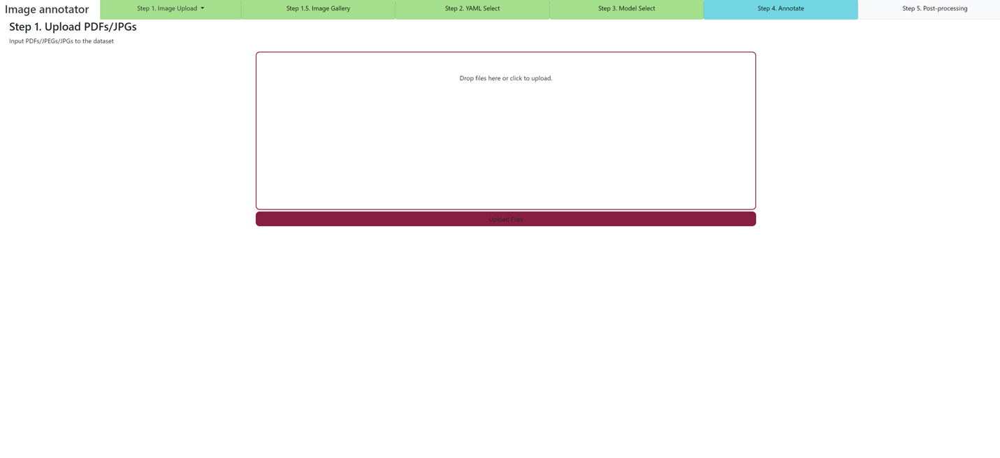 Image annotator
Step 1. Image Upload
Step 1.5. Image Gallery
Step 2. YAML Select
Step 3. Model Select
Step 4. Annotate
Step 5. Post-processing
Step 1. Upload PDFs/JPGs
Input PDFs/JPEGs/JPGs to the dataset
Drop files here or click to upload.
Upload Files